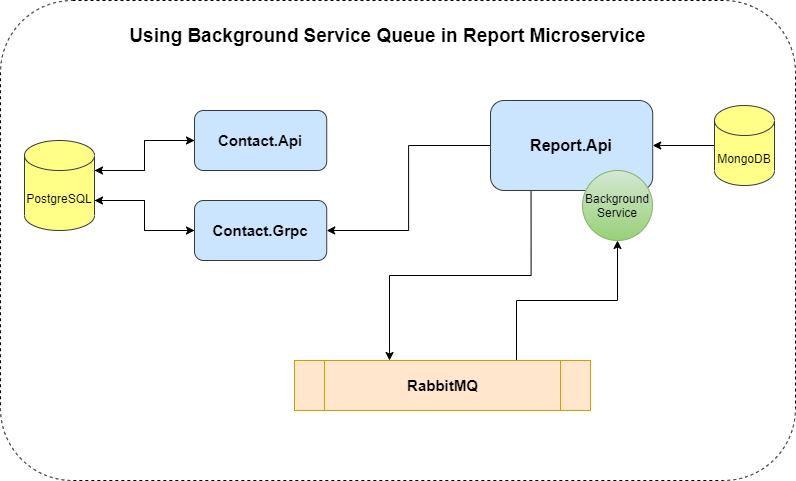 Using Background Service Queue in Report Microservice
Contact.Api
Report.Api
MongoDB
PostgreSQL
Contact.Grpc
Background
Service
RabbitMQ